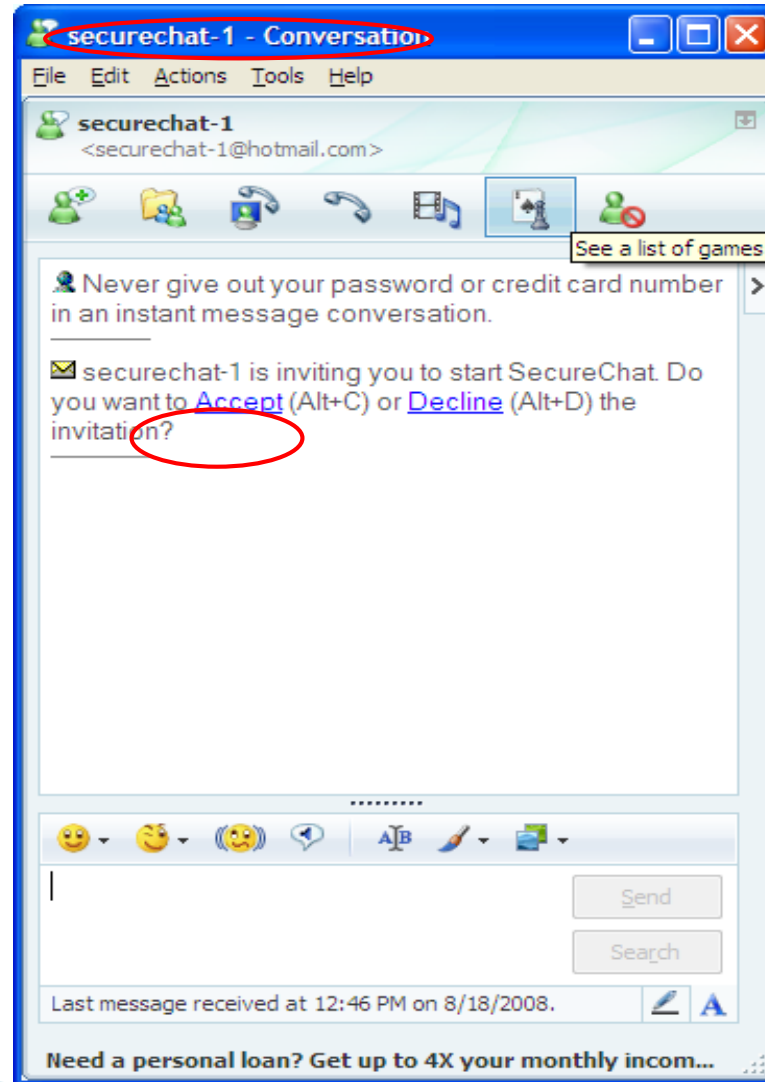 securechat-1 - Conversation
File Edit Actions Tools Help
securechat-1
<securechat-1@hotmail.com>
See a list of games
Never give out your password or credit card number
in an instant message conversation.
securechat-1 is inviting you to start SecureChat. Do
you want to Accept (Alt+C) or Decline (Alt+D) the
invitation?
Send
Search
Last message received at 12:46 PM on 8/18/2008.
A
Need a personal loan? Get up to 4X your monthly incom...